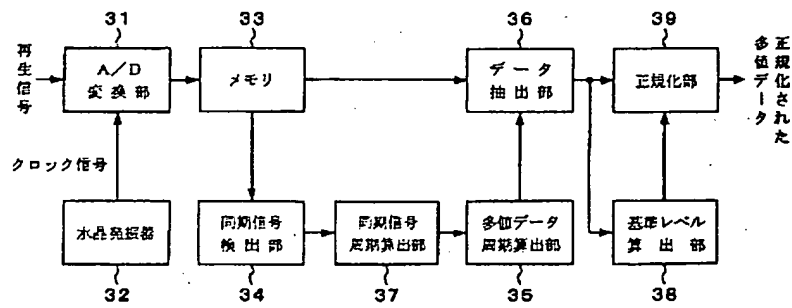 31
33
36
39
再生信号
A/D
変換部
メモリ
データ
抽出部
正規化部
正規化された
多値データ
クロック信号
水晶発振器
同期信号
検出部
同期信号
周期算出部
多値データ
周期算出部
基準レベル
算出部
32
34
37
35
38